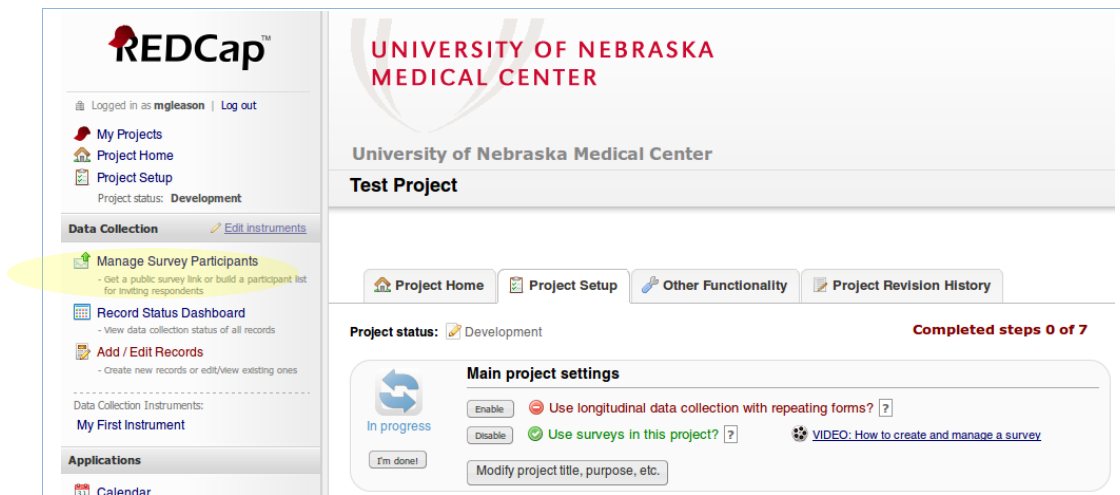 REDCap™
Logged in as mgleason | Log out
My Projects
Project Home
Project Setup
Project status: Development
Data Collection
Edit instruments
Manage Survey Participants
- Get a public survey link or build a participant list
for inviting respondents
Record Status Dashboard
- View data collection status of all records
Add / Edit Records
- Create new records or edit/view existing ones
Data Collection Instruments:
My First Instrument
Applications
Calendar
UNIVERSITY OF NEBRASKA
MEDICAL CENTER
University of Nebraska Medical Center
Test Project
Project Home
Project Setup
Other Functionality
Project Revision History
Project status: Development
Completed steps 0 of 7
Main project settings
In progress
I'm done!
Enable Use longitudinal data collection with repeating forms? ?
Disable Use surveys in this project? ? VIDEO: How to create and manage a survey
Modify project title, purpose, etc.